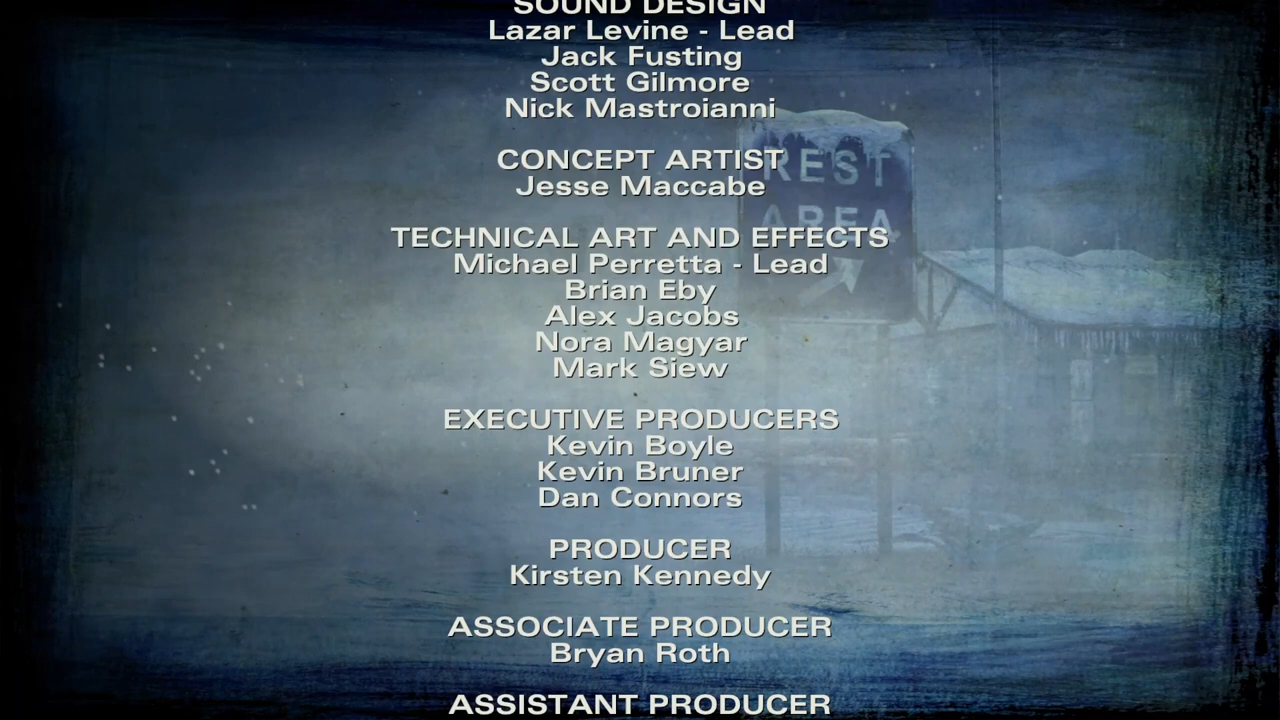 SOUND DESIGN
Lazar Levine - Lead
Jack Fusting
Scott Gilmore
Nick Mastroianni
CONCEPT ARTIST
Jesse Maccabe
REST
AREA
TECHNICAL ART AND EFFECTS
Michael Perretta - Lead
Brian Eby
Alex Jacobs
Nora Magyar
Mark Siew
EXECUTIVE PRODUCERS
Kevin Boyle
Kevin Bruner
Dan Connors
PRODUCER
Kirsten Kennedy
ASSOCIATE PRODUCER
Bryan Roth
ASSISTANT PRODUCER